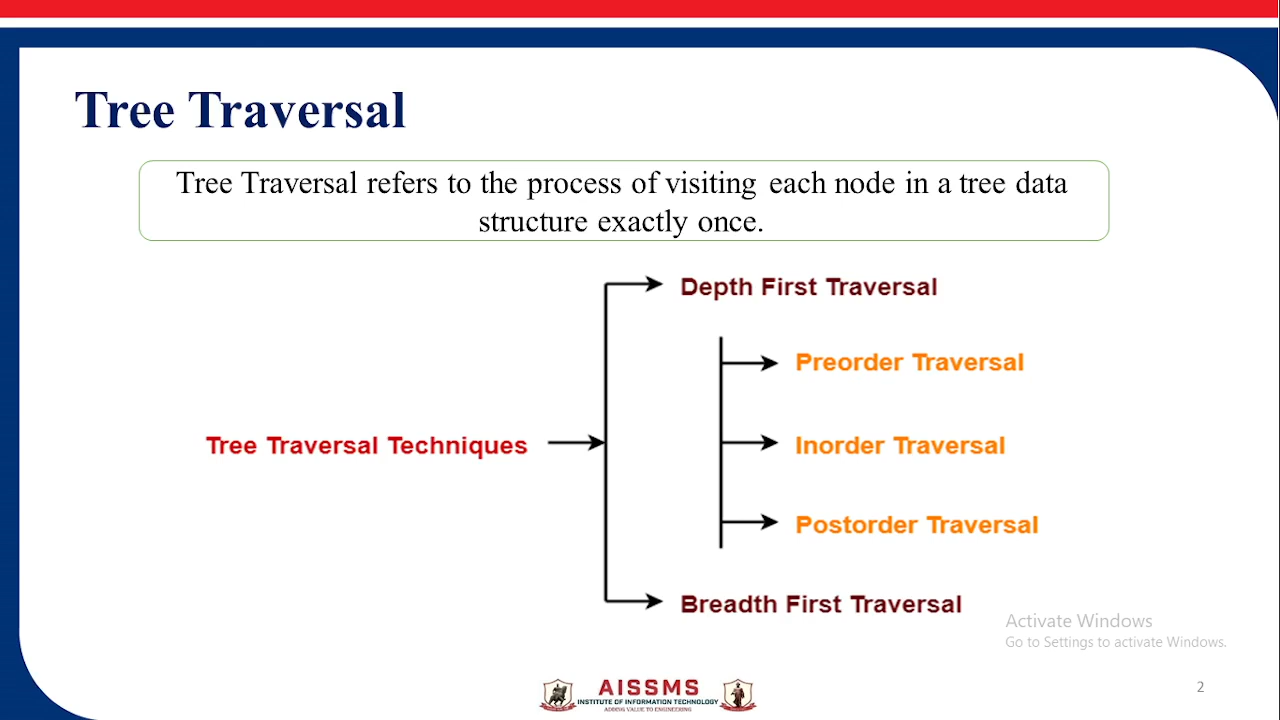 Tree Traversal
Tree Traversal refers to the process of visiting each node in a tree data
structure exactly once.
Depth First Traversal
Preorder Traversal
Tree Traversal Techniques
Inorder Traversal
Postorder Traversal
Breadth First Traversal
Activate Windows
Go to Settings to activate Windows.
AISSMS
INSTITUTE OF INFORMATION TECHNOLOGY
ADDING VALUE TO ENGINEERING
2